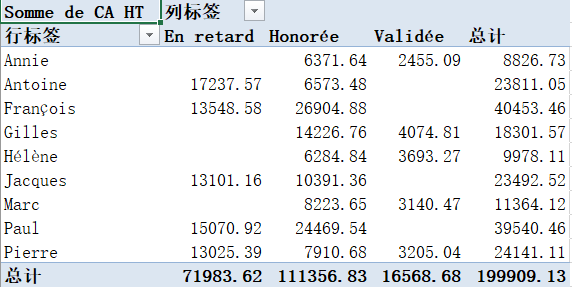 Somme de CA HT 列标签
行标签 En retard Honorée Validée 总计
Annie 6371.64 2455.09 8826.73
Antoine 17237.57 6573.48 23811.05
François 13548.58 26904.88 40453.46
Gilles 14226.76 4074.81 18301.57
Hélène 6284.84 3693.27 9978.11
Jacques 13101.16 10391.36 23492.52
Marc 8223.65 3140.47 11364.12
Paul 15070.92 24469.54 39540.46
Pierre 13025.39 7910.68 3205.04 24141.11
总计 71983.62 111356.83 16568.68 199909.13